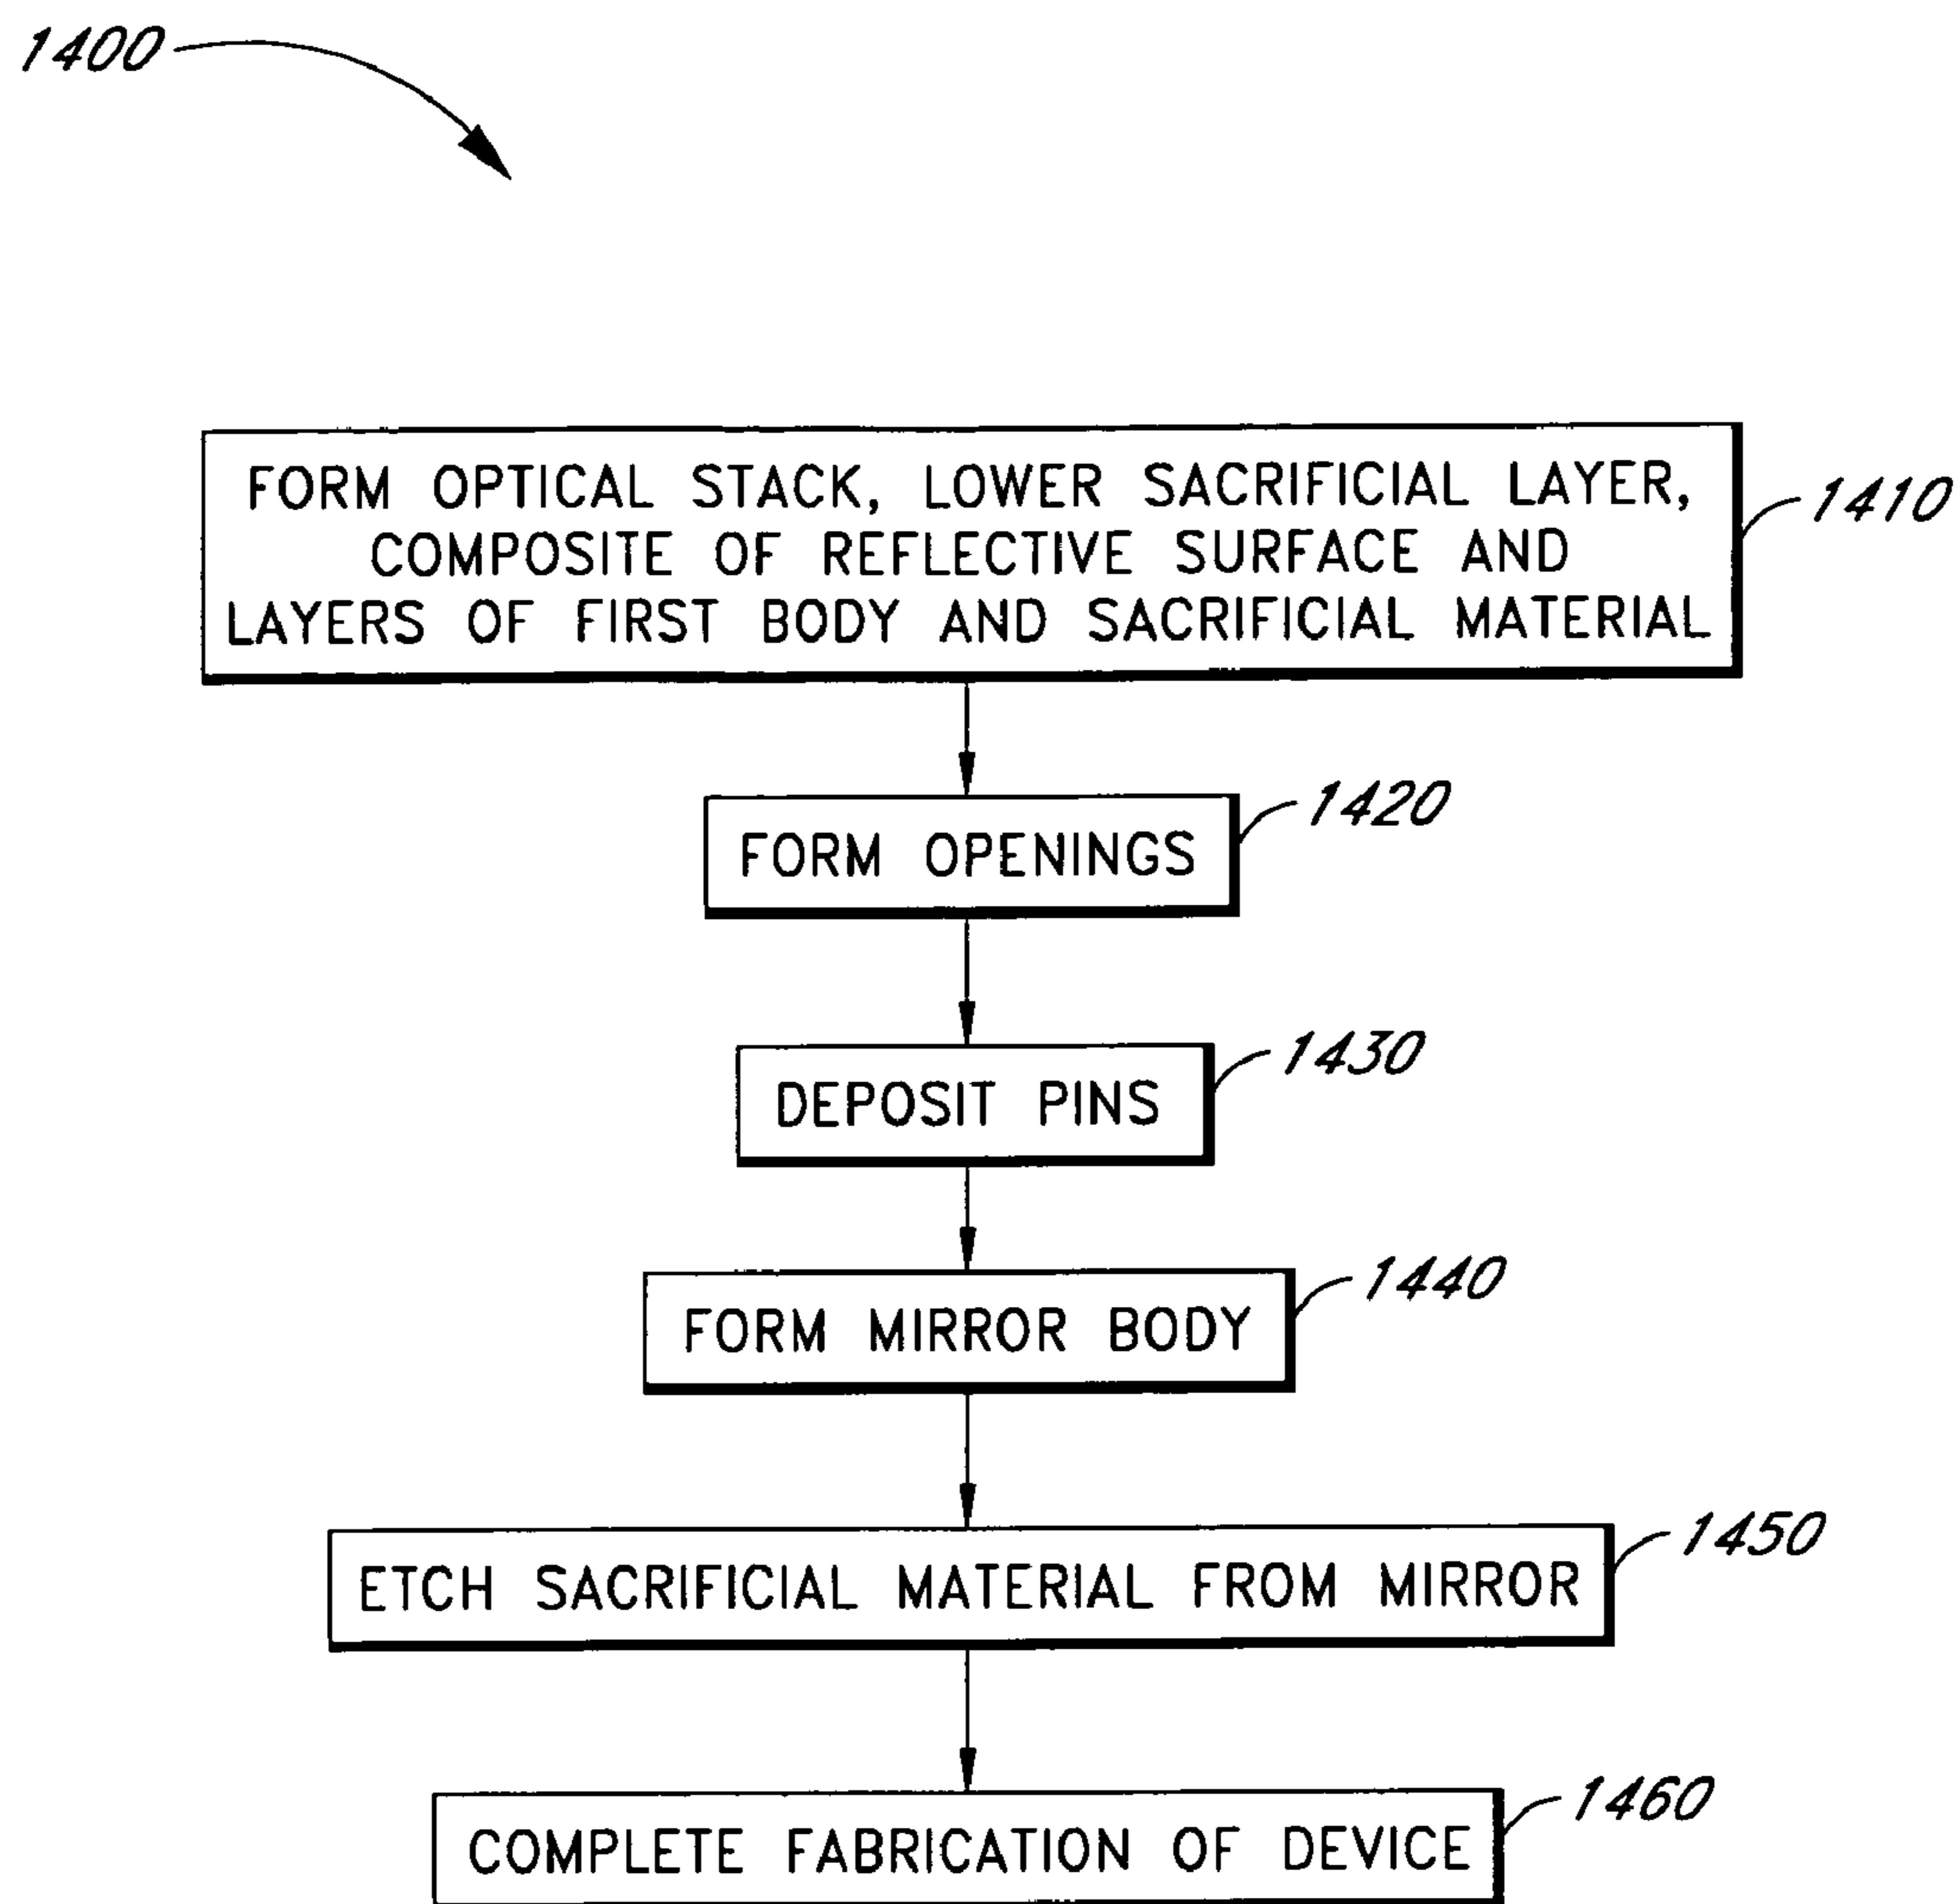 1400
FORM OPTICAL STACK, LOWER SACRIFICIAL LAYER,
COMPOSITE OF REFLECTIVE SURFACE AND
LAYERS OF FIRST BODY AND SACRIFICIAL MATERIAL
1410
FORM OPENINGS
1420
DEPOSIT PINS
1430
FORM MIRROR BODY
1440
ETCH SACRIFICIAL MATERIAL FROM MIRROR
1450
COMPLETE FABRICATION OF DEVICE
1460